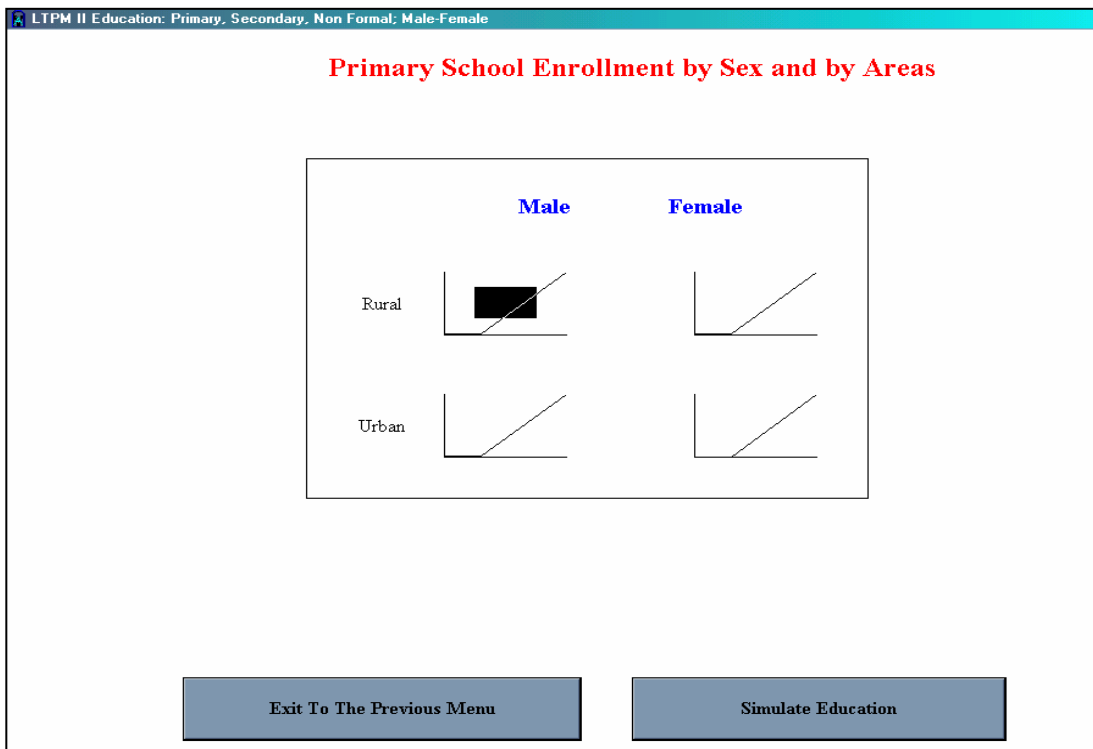 LTPM II Education: Primary, Secondary, Non Formal; Male-Female
Primary School Enrollment by Sex and by Areas
Male Female
Rural
Urban
Exit To The Previous Menu Simulate Education